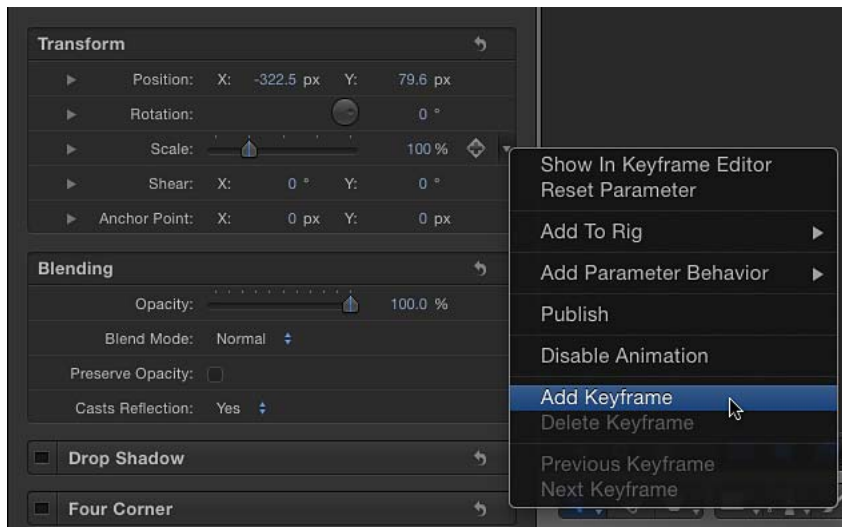 Transform
Position: X: -322.5 px Y: 79.6 px
Rotation: 0 °
Scale: 100 %
Shear: X: 0 ° Y: 0 °
Anchor Point: X: 0 px Y: 0 px
Blending
Opacity: 100.0 %
Blend Mode: Normal
Preserve Opacity:
Casts Reflection: Yes
Drop Shadow
Four Corner
Show In Keyframe Editor
Reset Parameter
Add To Rig
Add Parameter Behavior
Publish
Disable Animation
Add Keyframe
Delete Keyframe
Previous Keyframe
Next Keyframe